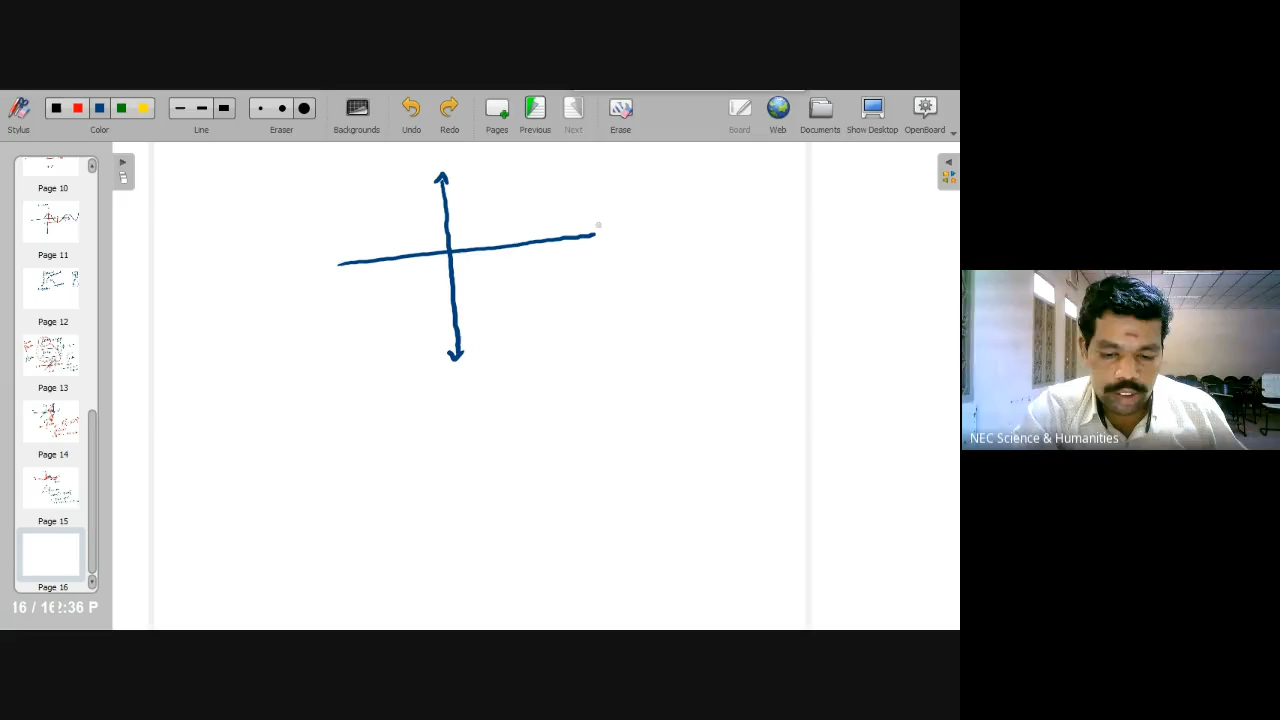 Stylus
Color
Line
Eraser
Backgrounds
Undo
Redo
Pages
Previous
Next
Erase
Board
Web
Documents
Show Desktop
OpenBoard
Page 10
Page 11
Page 12
Page 13
Page 14
Page 15
Page 16
NEC Science & Humanities